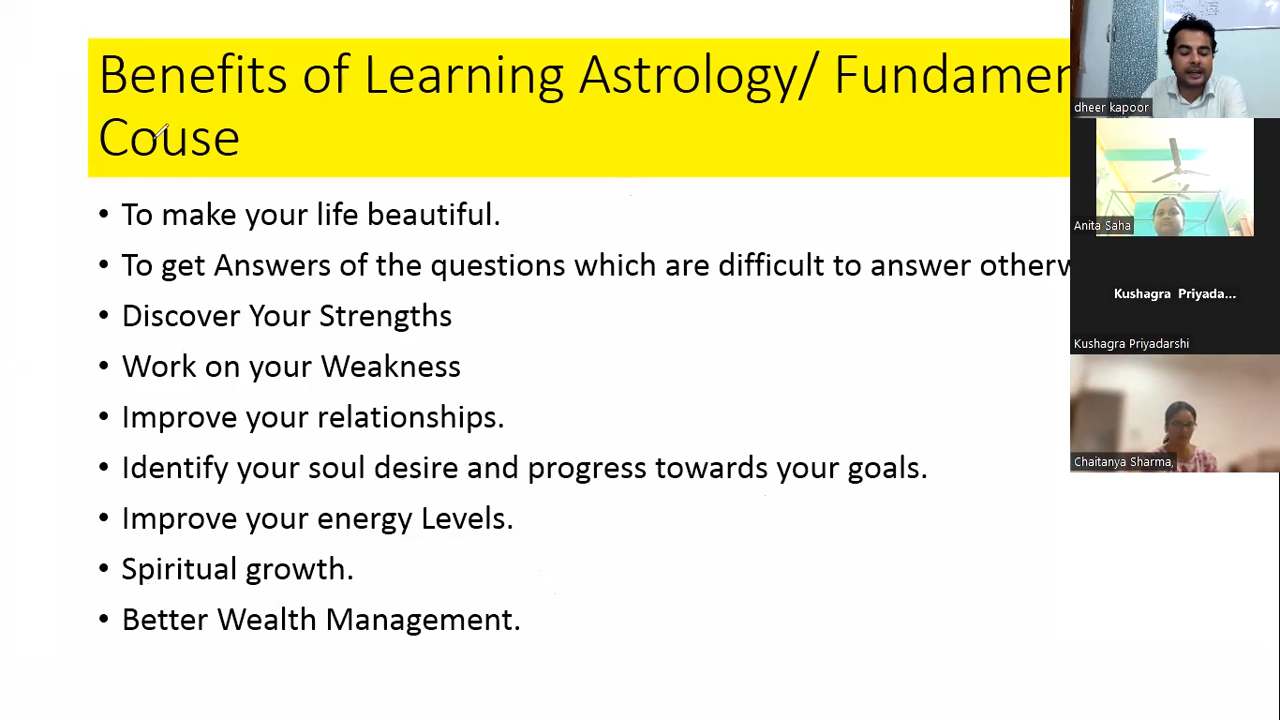 Benefits of Learning Astrology/ Fundamen
Couse
• To make your life beautiful.
• To get Answers of the questions which are difficult to answer otherw
• Discover Your Strengths
• Work on your Weakness
• Improve your relationships.
• Identify your soul desire and progress towards your goals.
• Improve your energy Levels.
• Spiritual growth.
• Better Wealth Management.
dheer kapoor
Anita Saha
Kushagra Priyada...
Kushagra Priyadarshi
Chaitanya Sharma,